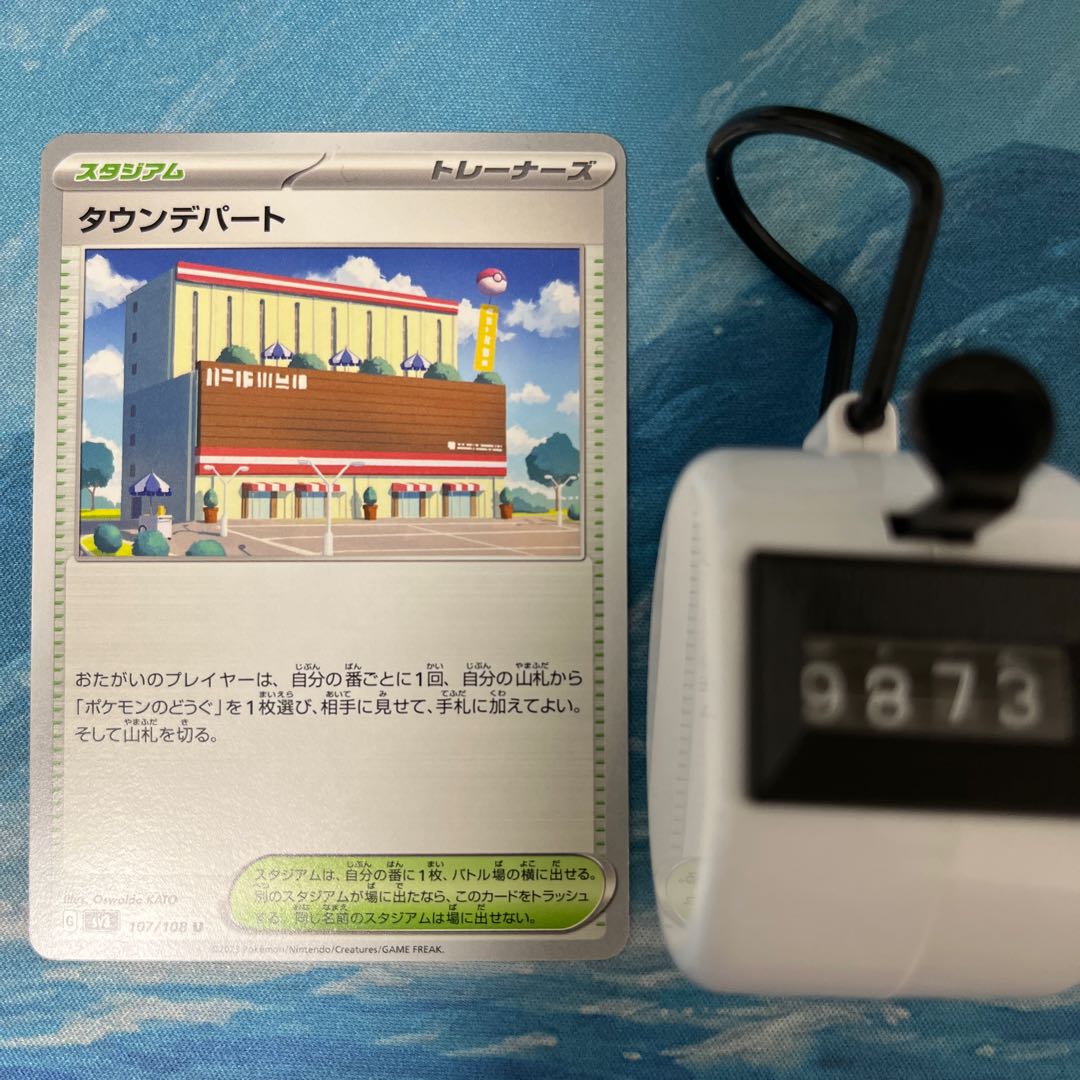 スタジアム
トレーナーズ
タウンデパート
おたがいのプレイヤーは、自分の番ごとに1回、自分の山札から
「ポケモンのどうぐ」を1枚選び、相手に見せて、手札に加えてよい。
そして山札を切る。
スタジアムは、自分の番に1枚、バトル場の横に出せる。
別のスタジアムが場に出たなら、このカードをトラッシュ
する。同じ名前のスタジアムは場に出せない。
Illus. Oswaldo KATO
G
107/108 U
©2023 Pokémon/Nintendo/Creatures/GAME FREAK.
9873